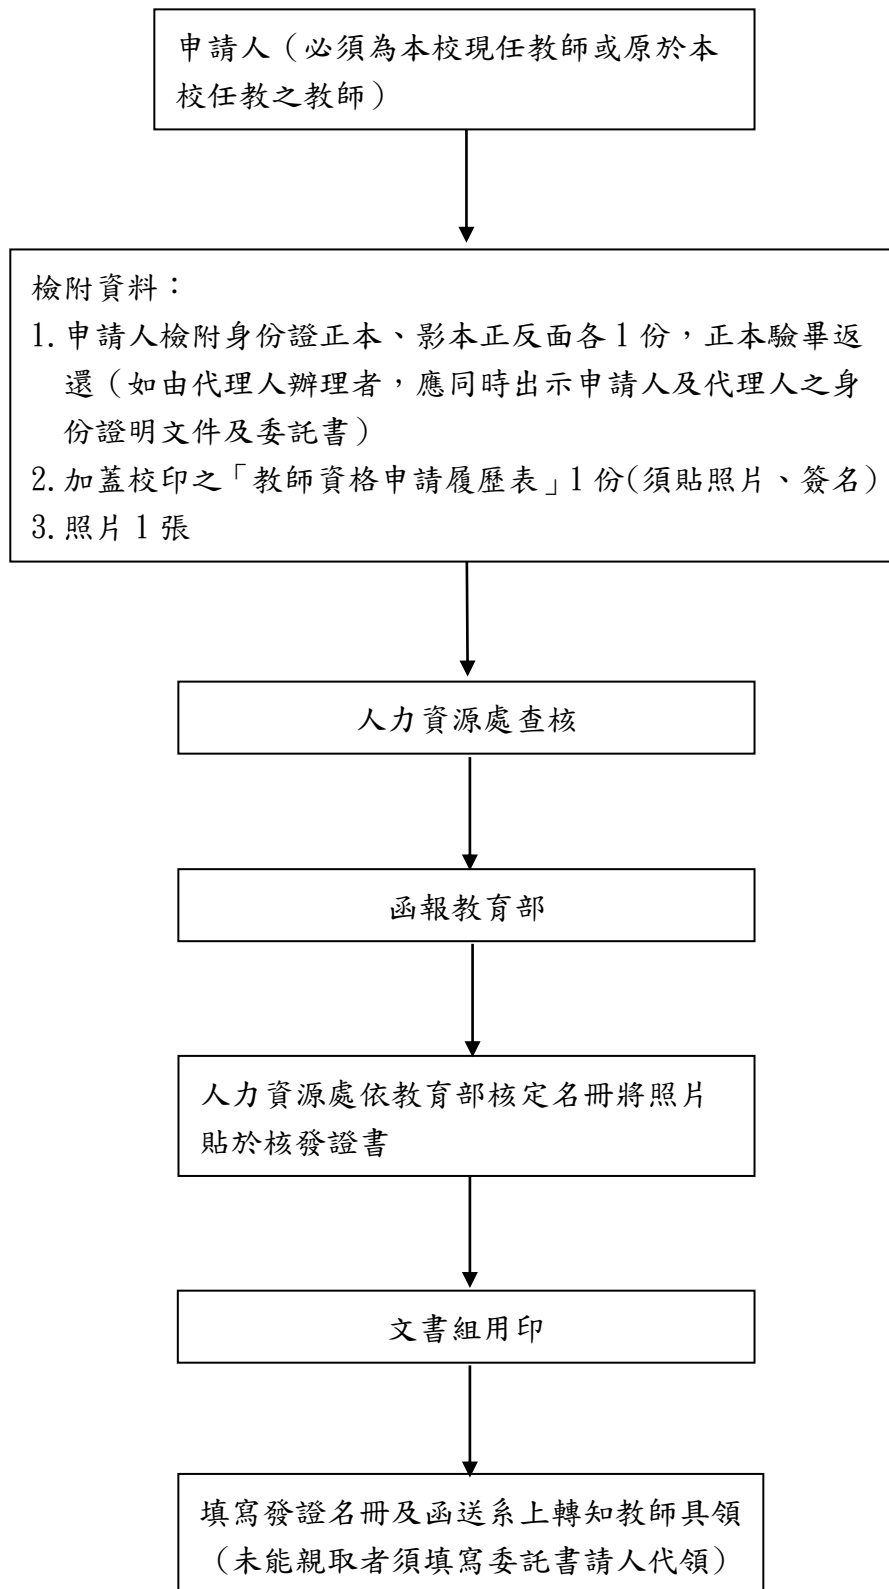 申請人（必須為本校現任教師或原於本
校任教之教師）
檢附資料：
1.申請人檢附身份證正本、影本正反面各1份，正本驗畢返
還（如由代理人辦理者，應同時出示申請人及代理人之身
份證明文件及委託書）
2.加蓋校印之「教師資格申請履歷表」1份(須貼照片、簽名)
3.照片1張
人力資源處查核
函報教育部
人力資源處依教育部核定名冊將照片
貼於核發證書
文書組用印
填寫發證名冊及函送系上轉知教師具領
（未能親取者須填寫委託書請人代領）